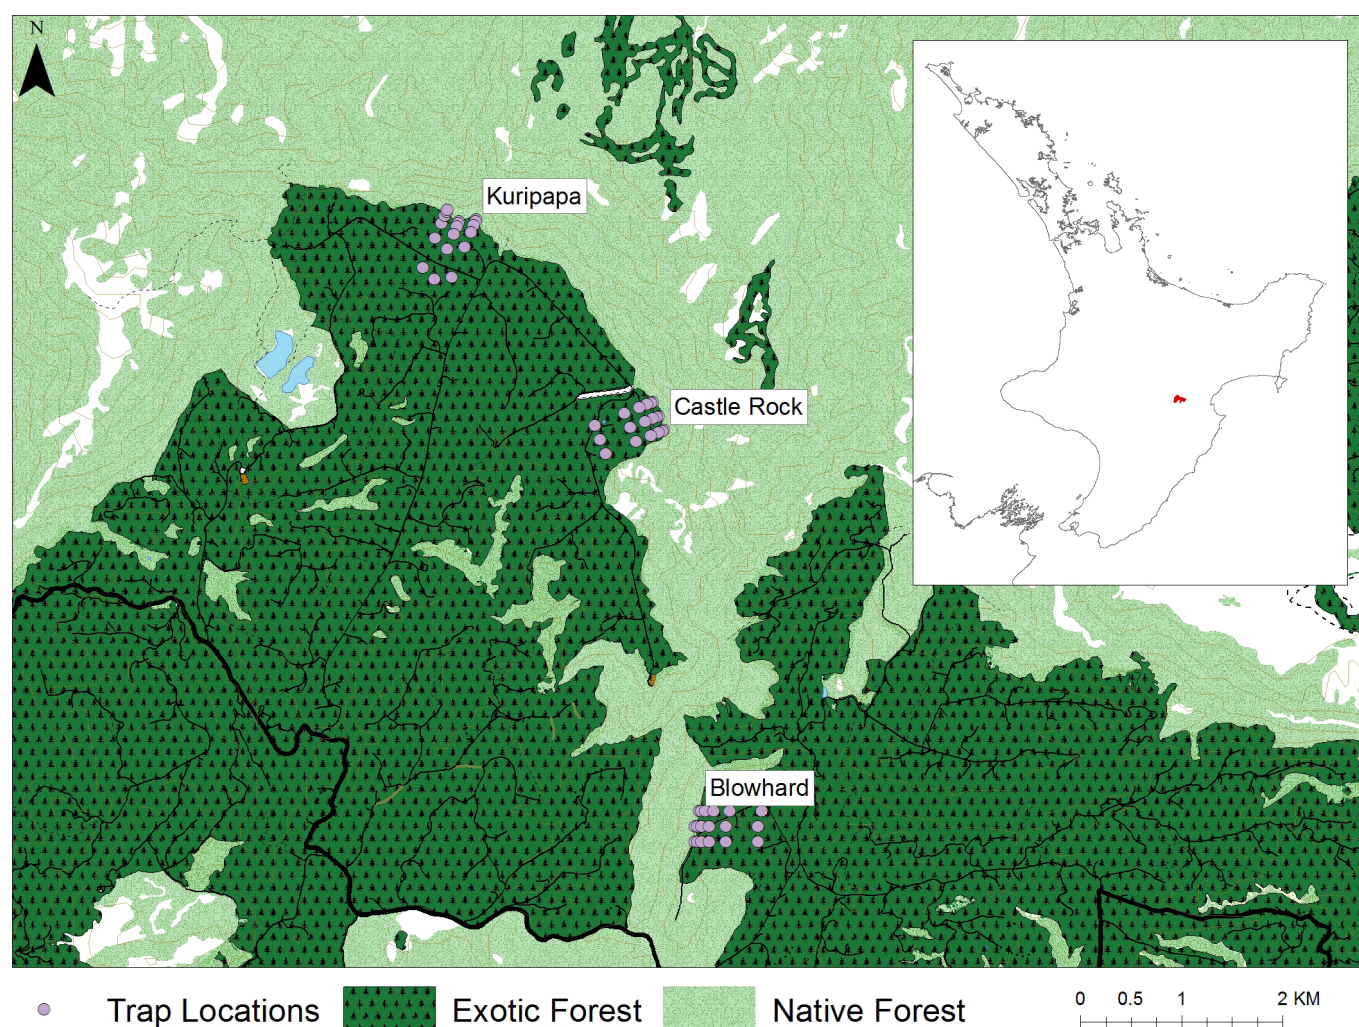 N
Kuripapa
Castle Rock
Blowhard
Trap Locations
Exotic Forest
Native Forest
0 0.5 1 2 KM